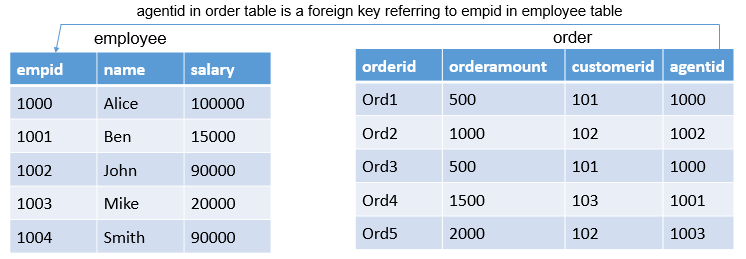 agentid in order table is a foreign key referring to empid in employee table
employee
empid name salary
1000 Alice 100000
1001 Ben 15000
1002 John 90000
1003 Mike 20000
1004 Smith 90000
order
orderid orderamount customerid agentid
Ord1 500 101 1000
Ord2 1000 102 1002
Ord3 500 101 1000
Ord4 1500 103 1001
Ord5 2000 102 1003